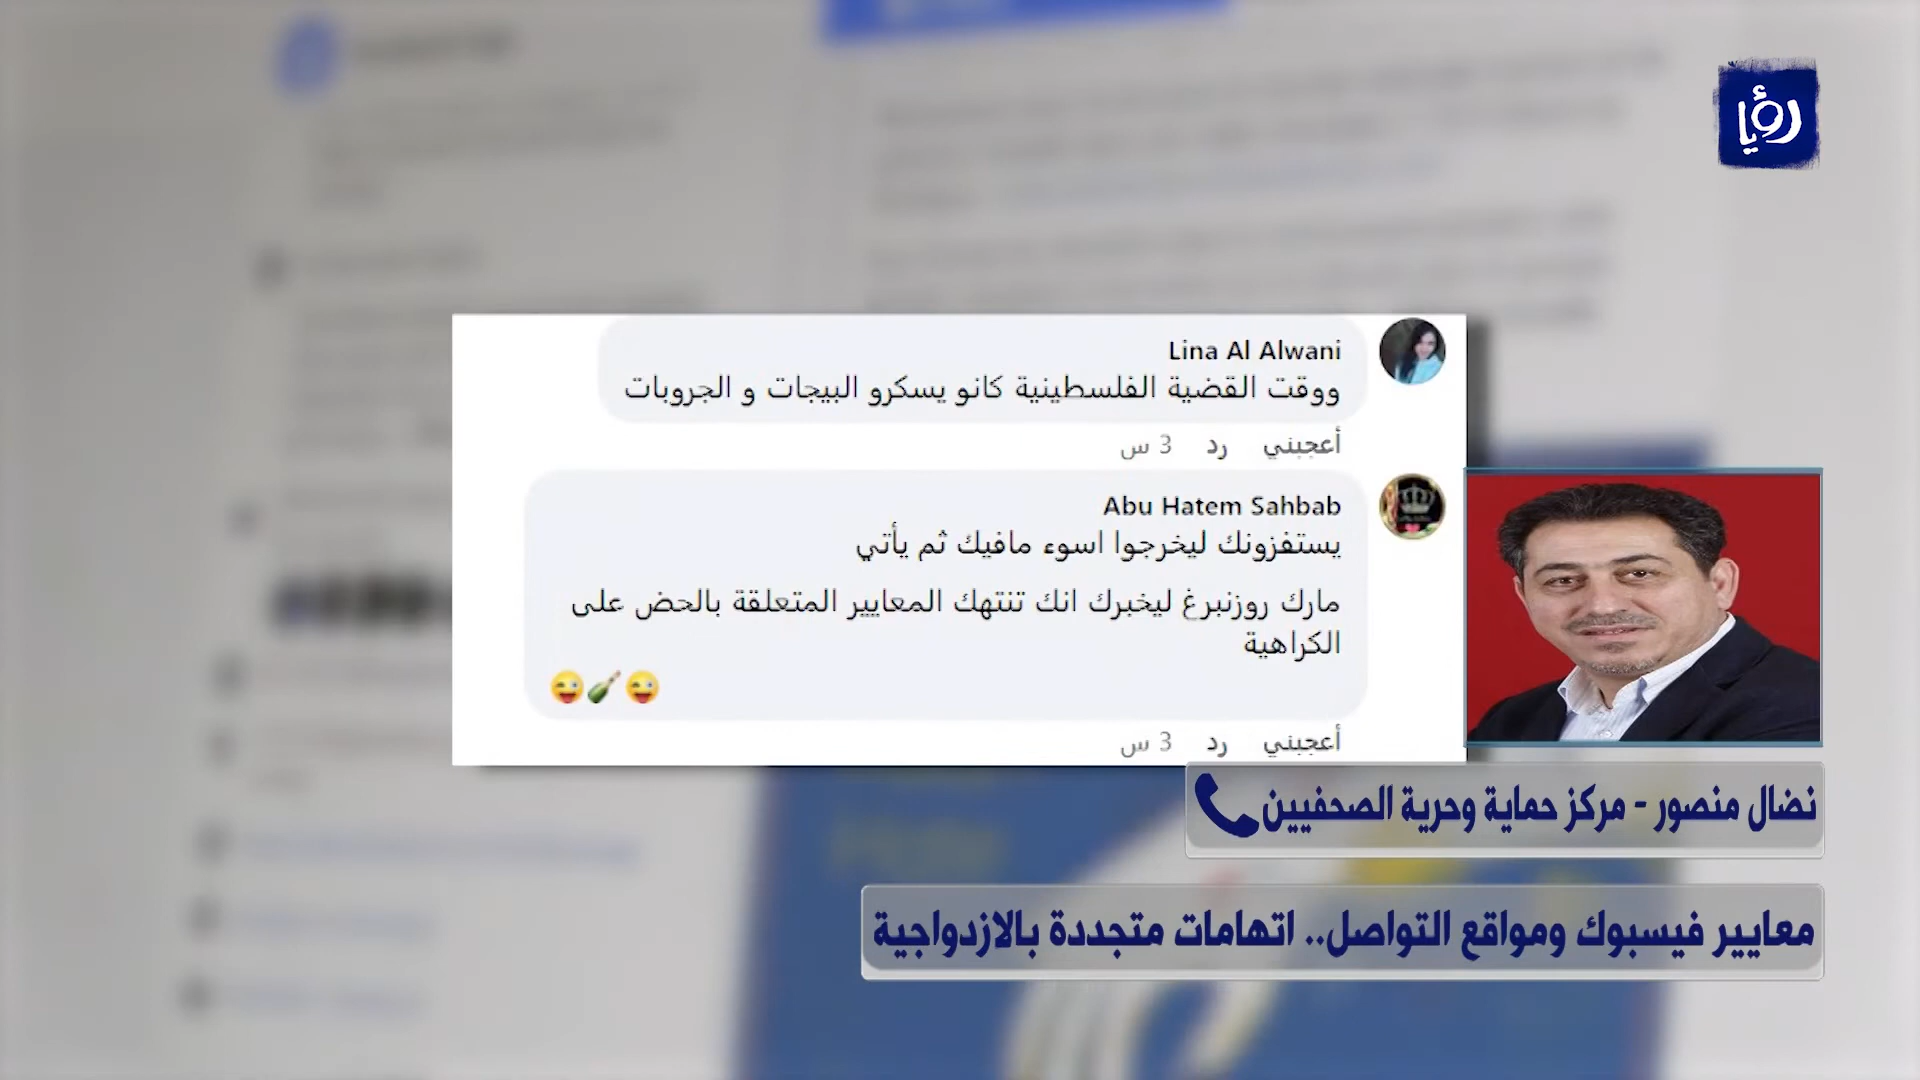 رؤيا
Lina Al Alwani
ووقت القضية الفلسطينية كانو يسكرو البيجات و الجروبات
أعجبني رد 3 س
Abu Hatem Sahbab
يستفزونك ليخرجوا اسوء مافيك ثم يأتي
مارك روزنبرغ ليخبرك انك تنتهك المعايير المتعلقة بالحض على
الكراهية
أعجبني رد 3 س
نضال منصور - مركز حماية وحرية الصحفيين
معايير فيسبوك ومواقع التواصل.. اتهامات متجددة بالازدواجية